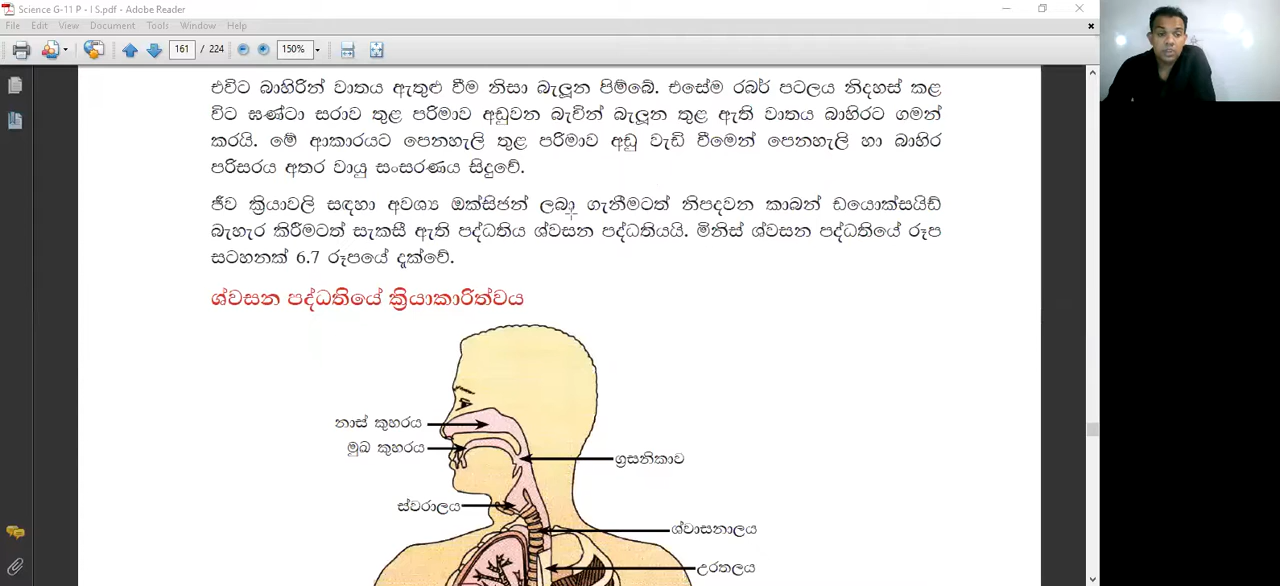 Science G-11 P - I S.pdf - Adobe Reader
File Edit View Document Tools Window Help
161 / 224 150%
එවිට බාහිරින් වාතය ඇතුළු වීම නිසා බැලූන පිම්බේ. එසේම රබර් පටලය නිදහස් කළ
විට ඝණ්ටා සරාව තුළ පරිමාව අඩුවන බැවින් බැලූන තුළ ඇති වාතය බාහිරට ගමන්
කරයි. මේ ආකාරයට පෙනහැලි තුළ පරිමාව අඩු වැඩි වීමෙන් පෙනහැලි හා බාහිර
පරිසරය අතර වායු සංසරණය සිදුවේ.
ජීව ක්‍රියාවලි සඳහා අවශ්‍ය ඔක්සිජන් ලබා ගැනීමටත් නිපදවන කාබන් ඩයොක්සයිඩ්
බැහැර කිරීමටත් සැකසී ඇති පද්ධතිය ශ්වසන පද්ධතියයි. මිනිස් ශ්වසන පද්ධතියේ රූප
සටහනක් 6.7 රූපයේ දැක්වේ.
ශ්වසන පද්ධතියේ ක්‍රියාකාරිත්වය
නාස් කුහරය
මුඛ කුහරය
ග්‍රසනිකාව
ස්වරාලය
ශ්වාසනාලය
උරතලය